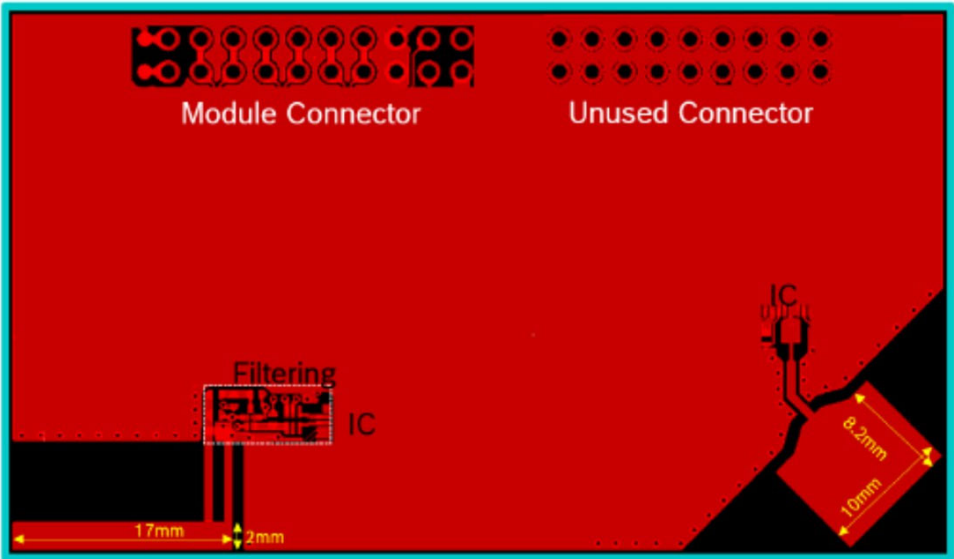 Module Connector
Unused Connector
IC
Filtering
IC
8.2mm
10mm
17mm
2mm